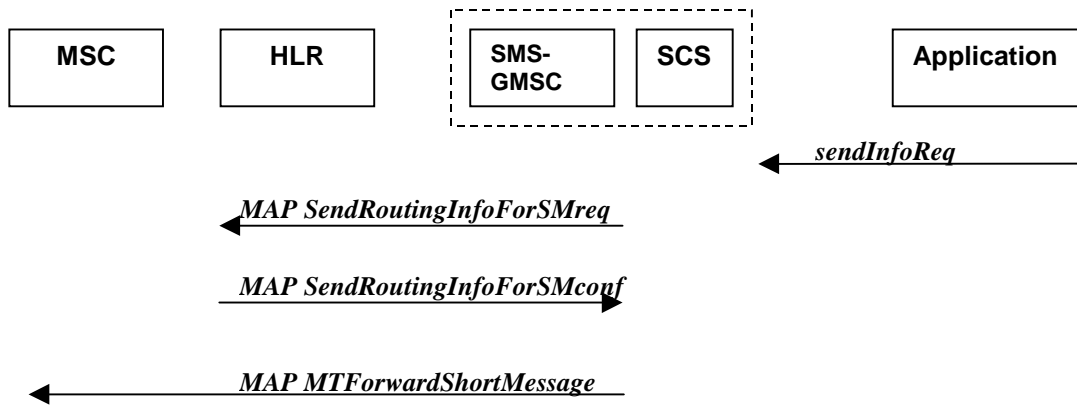 MSC
HLR
SMS-
GMSC
SCS
Application
sendInfoReq
MAP SendRoutingInfoForSMreq
MAP SendRoutingInfoForSMconf
MAP MTForwardShortMessage